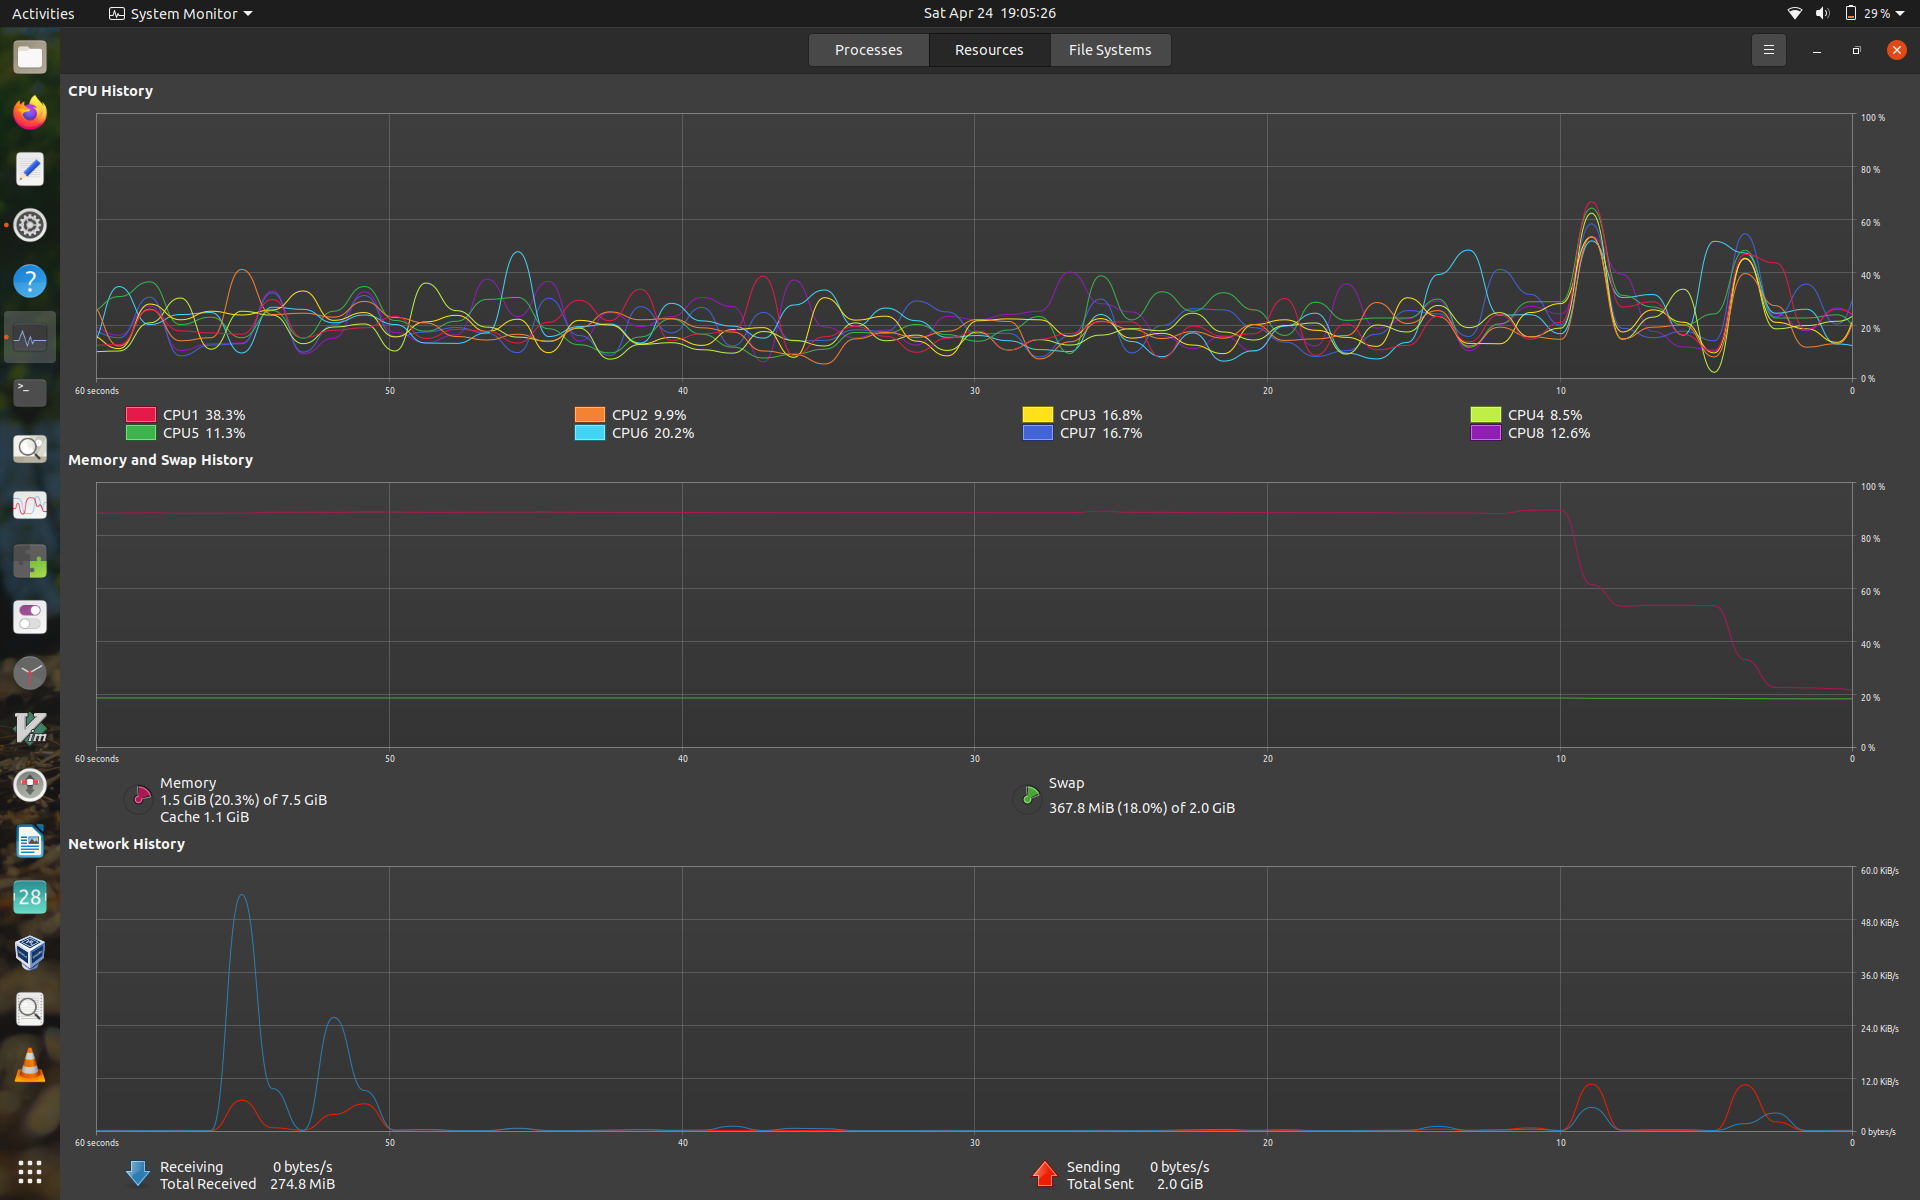 Activities System Monitor Sat Apr 24 19:05:26 29 %
Processes Resources File Systems
CPU History
100 %
80 %
60 %
40 %
20 %
0 %
60 seconds 50 40 30 20 10 0
CPU1 38.3% CPU2 9.9% CPU3 16.8% CPU4 8.5%
CPU5 11.3% CPU6 20.2% CPU7 16.7% CPU8 12.6%
Memory and Swap History
100 %
80 %
60 %
40 %
20 %
0 %
60 seconds 50 40 30 20 10 0
Memory
1.5 GiB (20.3%) of 7.5 GiB
Cache 1.1 GiB
Swap
367.8 MiB (18.0%) of 2.0 GiB
Network History
60.0 KiB/s
48.0 KiB/s
36.0 KiB/s
24.0 KiB/s
12.0 KiB/s
0 bytes/s
60 seconds 50 40 30 20 10 0
Receiving 0 bytes/s
Total Received 274.8 MiB
Sending 0 bytes/s
Total Sent 2.0 GiB
?
>_
Vim
28